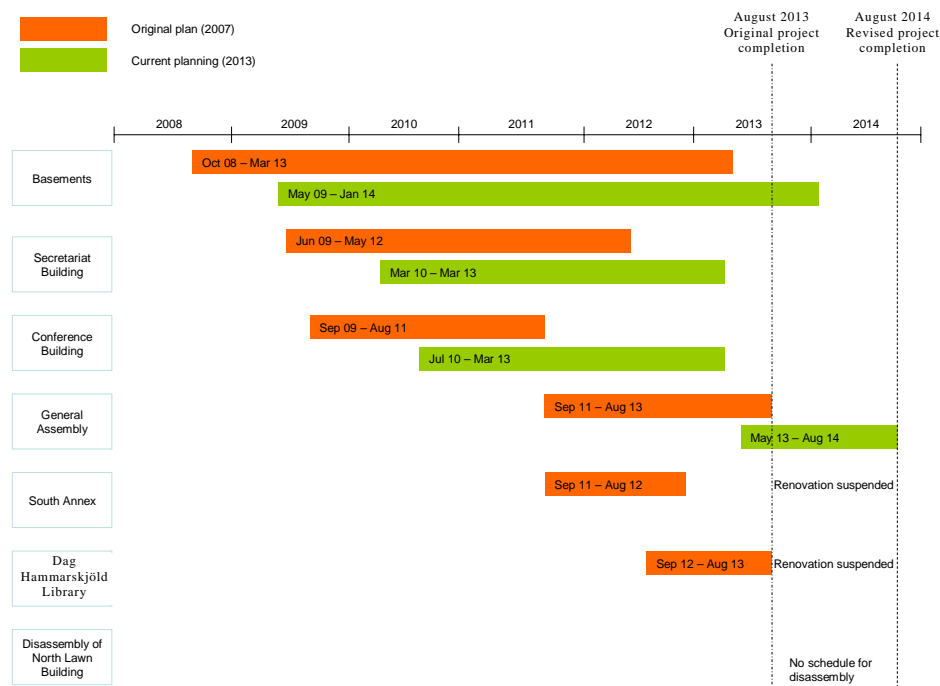 August 2013
Original project
completion
August 2014
Revised project
completion
Original plan (2007)
Current planning (2013)
2008 2009 2010 2011 2012 2013 2014
Basements
Oct 08 – Mar 13
May 09 – Jan 14
Secretariat
Building
Jun 09 – May 12
Mar 10 – Mar 13
Conference
Building
Sep 09 – Aug 11
Jul 10 – Mar 13
General
Assembly
Sep 11 – Aug 13
May 13 – Aug 14
South Annex
Sep 11 – Aug 12
Renovation suspended
Dag
Hammarskjöld
Library
Sep 12 – Aug 13
Renovation suspended
Disassembly of
North Lawn
Building
No schedule for
disassembly